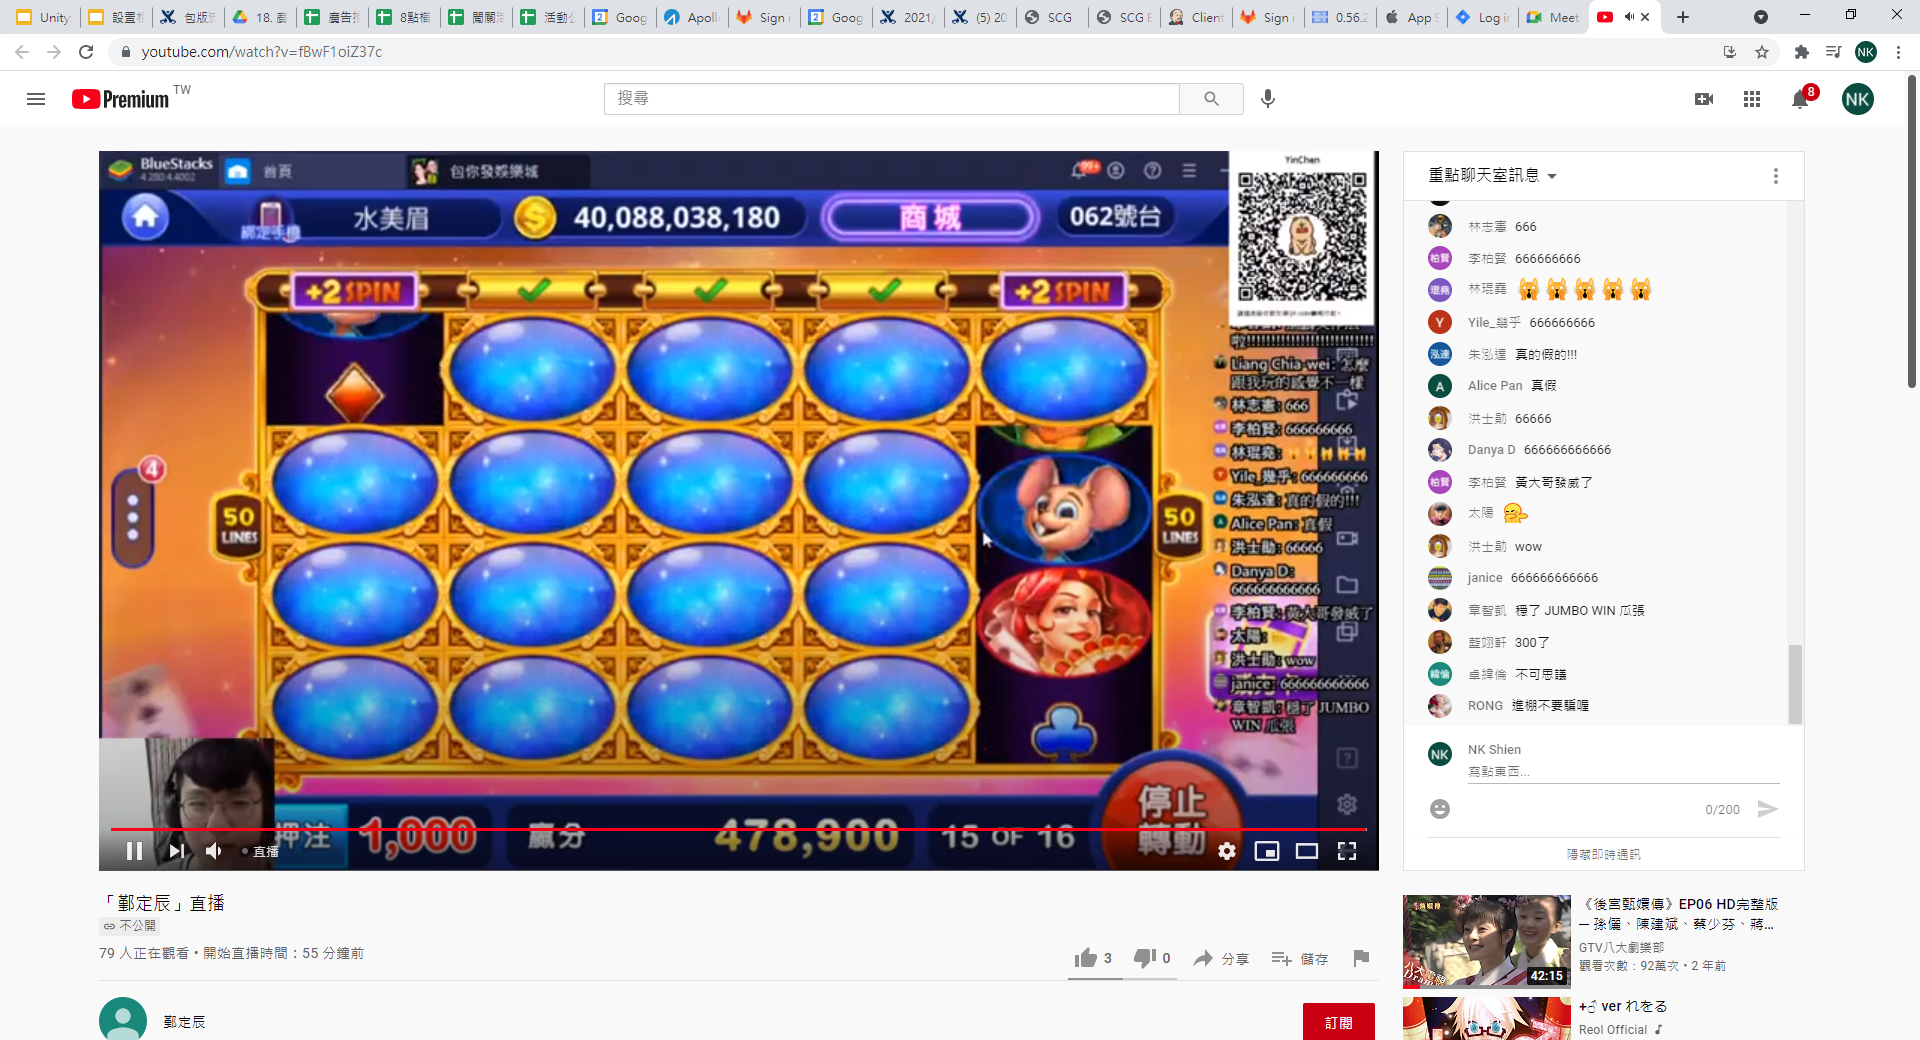 Unity
設置
包版
18.
廣告
8點
開關
活動
Goog
Apoll
Sign i
Goog
2021/
(5) 20
SCG
SCG E
Client
Sign i
0.56.2
App S
Log i
Meet
youtube.com/watch?v=fBwF1oiZ37c
NK
Premium TW
搜尋
8
NK
BlueStacks
4.280.4.4002
首頁
包你發娛樂城
99+
YinChen
綁定手機
水美眉
40,088,038,180
商城
062號台
+2 SPIN
+2 SPIN
4
50
LINES
50
LINES
Liang Chia-wei: 怎麼
跟我玩的感覺不一樣
林志憲: 666
李柏賢: 666666666
林琨堯:
Yile_幾乎: 666666666
朱泓達: 真的假的!!!
Alice Pan: 真假
洪士勛: 66666
Danya D:
666666666666
李柏賢: 黃大哥發威了
太陽:
洪士勛: wow
janice: 666666666666
章智凱: 穩了 JUMBO
WIN 瓜張
押注
1,000
贏分
478,900
15 OF 16
停止
轉動
直播
重點聊天室訊息
林志憲 666
李柏賢 666666666
林琨堯
Yile_幾乎 666666666
朱泓達 真的假的!!!
Alice Pan 真假
洪士勛 66666
Danya D 666666666666
李柏賢 黃大哥發威了
太陽
洪士勛 wow
janice 666666666666
章智凱 穩了 JUMBO WIN 瓜張
藍翊軒 300了
卓緯倫 不可思議
RONG 進棚不要騙喔
NK
NK Shien
寫點東西...
0/200
隱藏即時通訊
「鄞定辰」直播
不公開
79 人正在觀看 • 開始直播時間：55 分鐘前
3
0
分享
儲存
鄞定辰
訂閱
42:15
《後宮甄嬛傳》EP06 HD完整版
－孫儷、陳建斌、蔡少芬、蔣...
GTV八大劇樂部
觀看次數：92萬次 • 2 年前
ver れをる
Reol Official